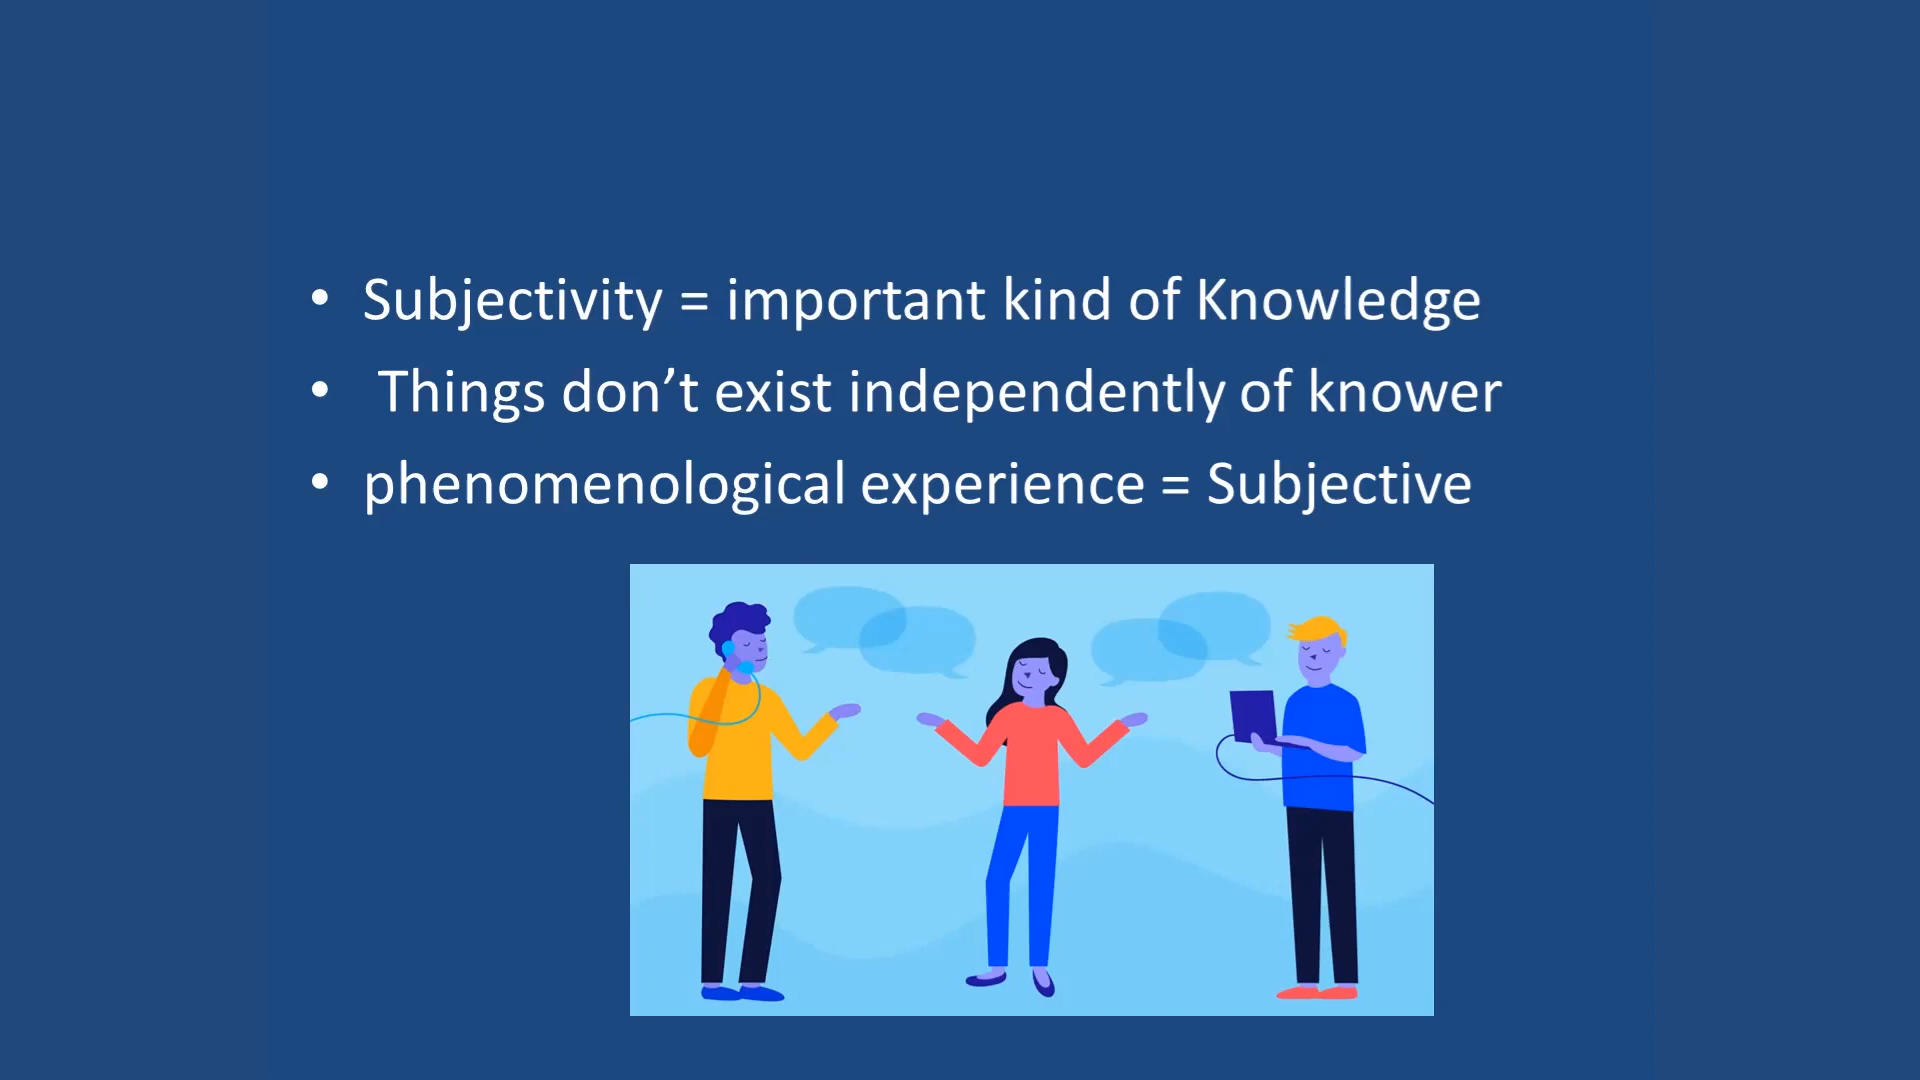 • Subjectivity = important kind of Knowledge
• Things don’t exist independently of knower
• phenomenological experience = Subjective